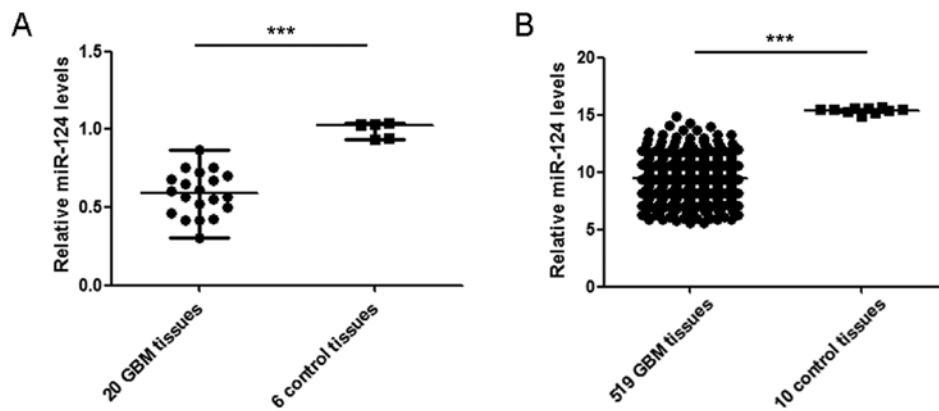 A
B
***
***
Relative miR-124 levels
1.5
1.0
0.5
0.0
20 GBM tissues
6 control tissues
Relative miR-124 levels
20
15
10
5
0
519 GBM tissues
10 control tissues